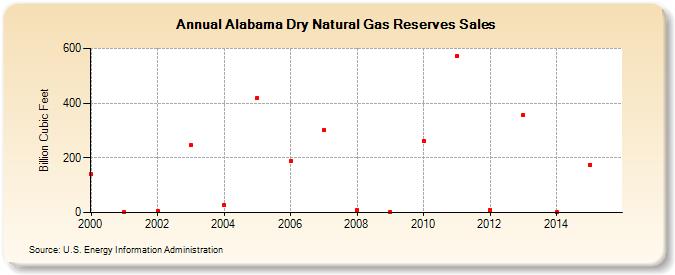 Annual Alabama Dry Natural Gas Reserves Sales
Billion Cubic Feet
600
400
200
0
2000 2002 2004 2006 2008 2010 2012 2014
Source: U.S. Energy Information Administration